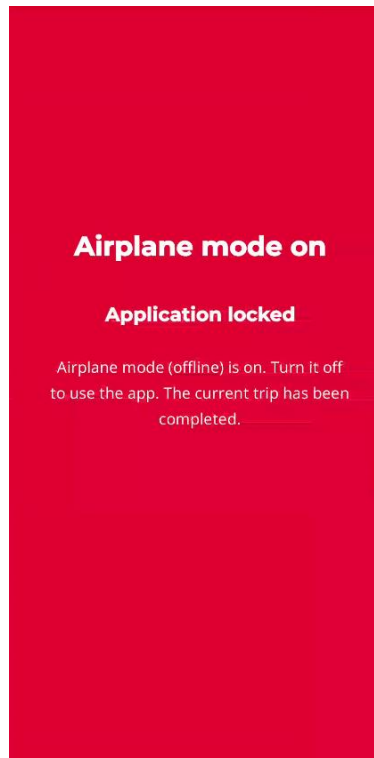 Airplane mode on
Application locked
Airplane mode (offline) is on. Turn it off
to use the app. The current trip has been
completed.